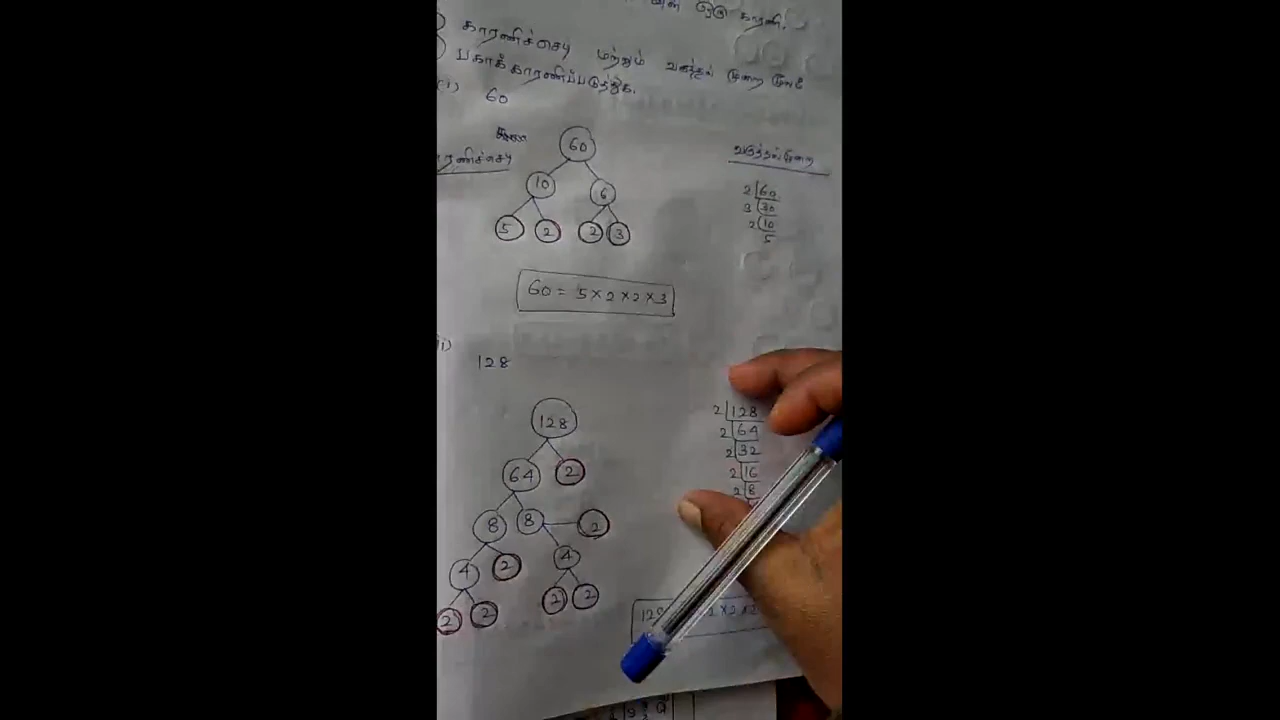 ஒரு காரணி.
காரணிச்செடி மற்றும் வகுத்தல் முறை மூலம்
பகாக்காரணிப்படுத்துக.
(i) 60
வகுத்தல்முறை
60
10 6
5 2 2 3
2 60
3 30
2 10
5
60 = 5×2×2×3
128
128
64 2
8 8 2
4 2 4
2 2 2 2
2 128
2 64
2 32
2 16
2 8